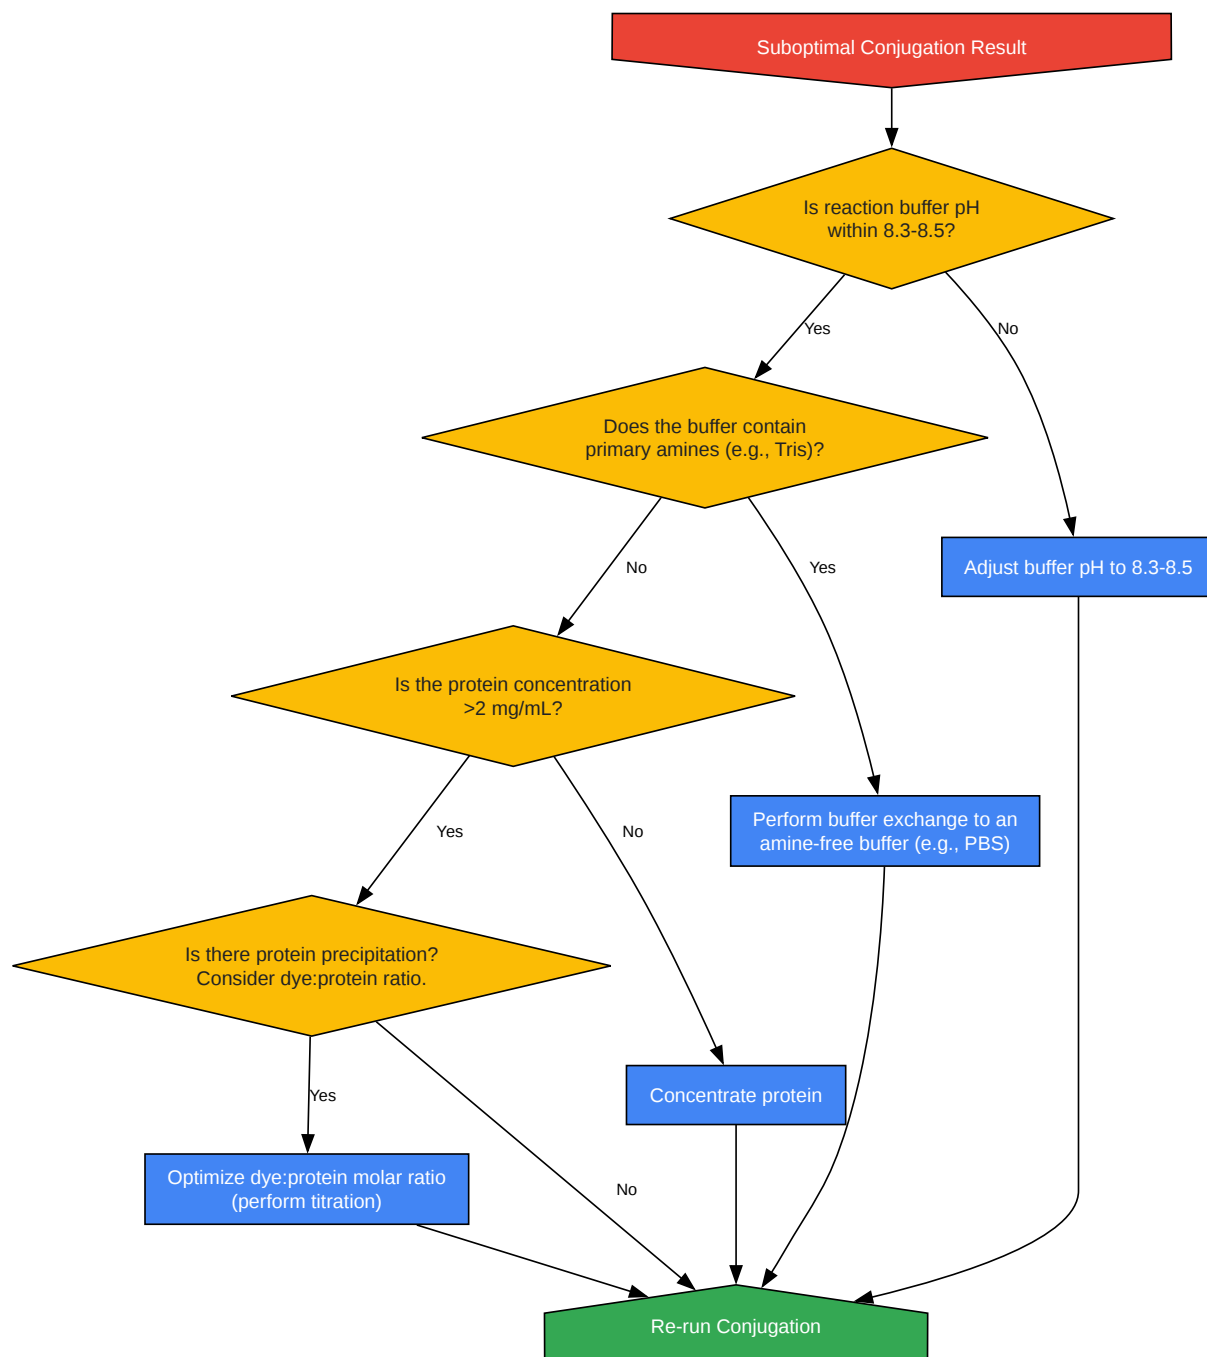 Suboptimal Conjugation Result
Is reaction buffer pH
within 8.3-8.5?
Yes
No
Does the buffer contain
primary amines (e.g., Tris)?
No
Yes
Adjust buffer pH to 8.3-8.5
Is the protein concentration
>2 mg/mL?
Yes
No
Perform buffer exchange to an
amine-free buffer (e.g., PBS)
Is there protein precipitation?
Consider dye:protein ratio.
Yes
No
Concentrate protein
Optimize dye:protein molar ratio
(perform titration)
Re-run Conjugation